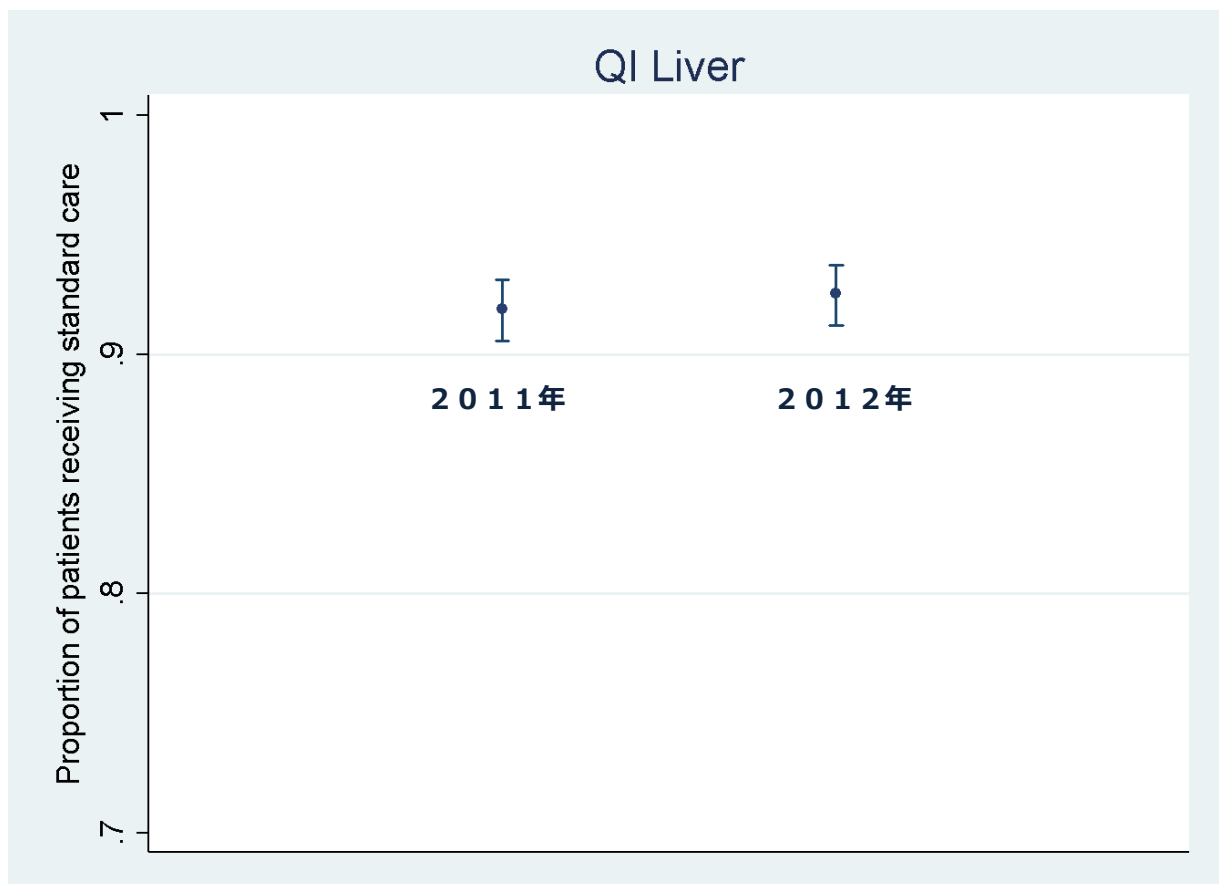 QI Liver
Proportion of patients receiving standard care
1
.9
.8
.7
２０１１年
２０１２年